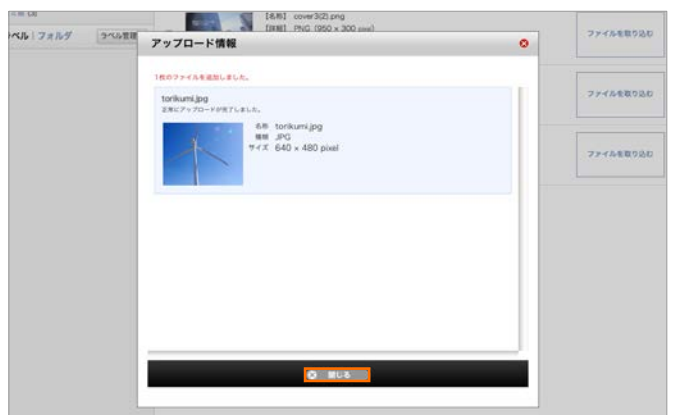 【名称】 cover3(2).png
【詳細】 PNG (950 × 300 pixel)
ラベル｜フォルダ
ラベル管理
ファイルを取り込む
ファイルを取り込む
ファイルを取り込む
アップロード情報
1枚のファイルを追加しました。
torikumi.jpg
正常にアップロードが完了しました。
名称 torikumi.jpg
種類 JPG
サイズ 640 × 480 pixel
閉じる